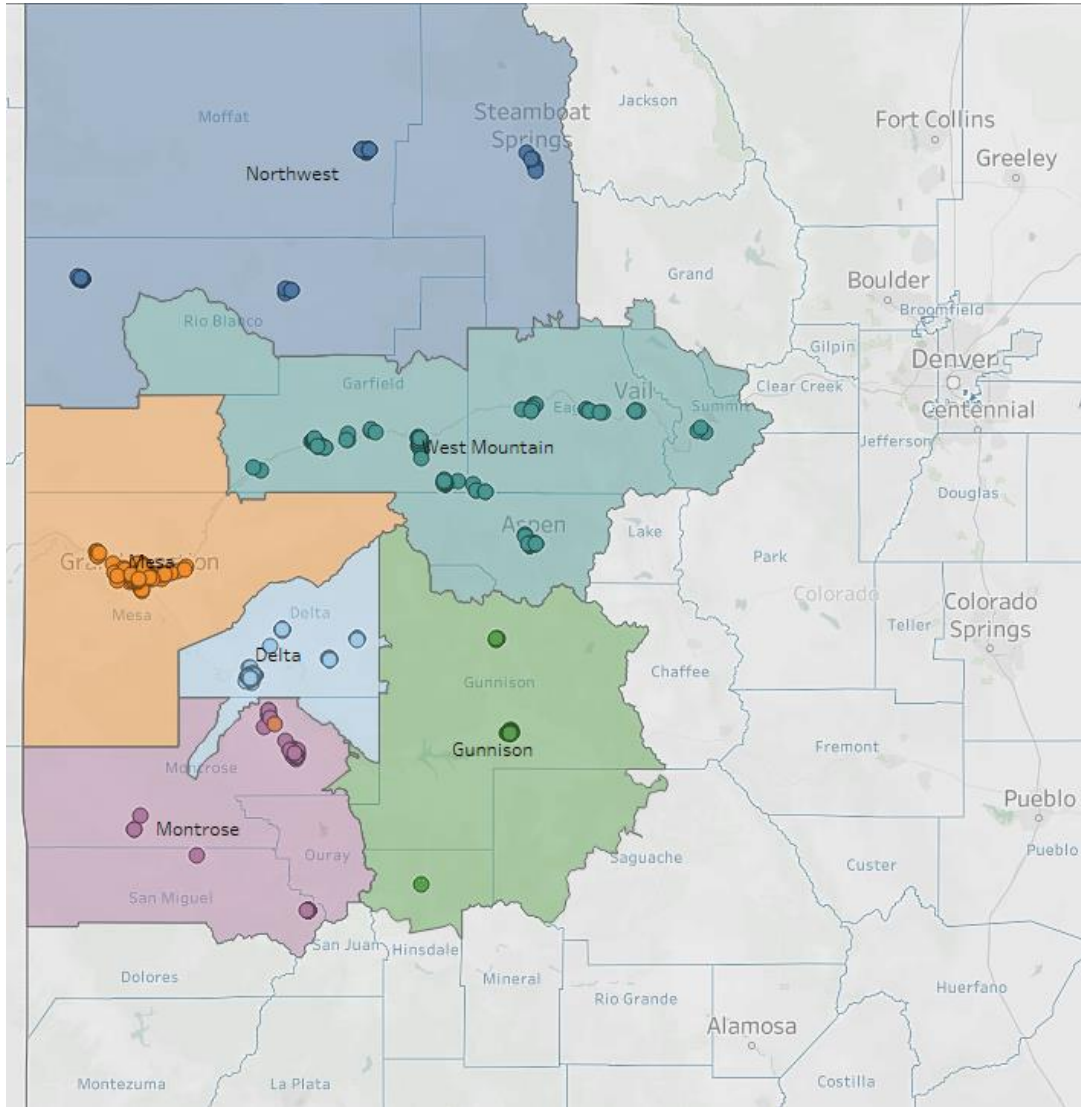 Jackson
Steamboat
Springs
Moffat
Fort Collins
Greeley
Northwest
Grand
Boulder
Broomfield
Rio Blanco
Gilpin
Denver
Garfield
Vail
Clear Creek
Eag
Summit
Centennial
West Mountain
Jefferson
Douglas
Aspen
Lake
Park
Mesa
Colorado
Colorado
Springs
Mesa
Delta
Teller
Delta
Chaffee
Gunnison
Gunnison
Fremont
Montrose
Pueblo
Montrose
Pueblo
Ouray
Saguache
Custer
San Miguel
San Juan
Hinsdale
Dolores
Mineral
Huerfano
Rio Grande
Alamosa
Montezuma
La Plata
Costilla